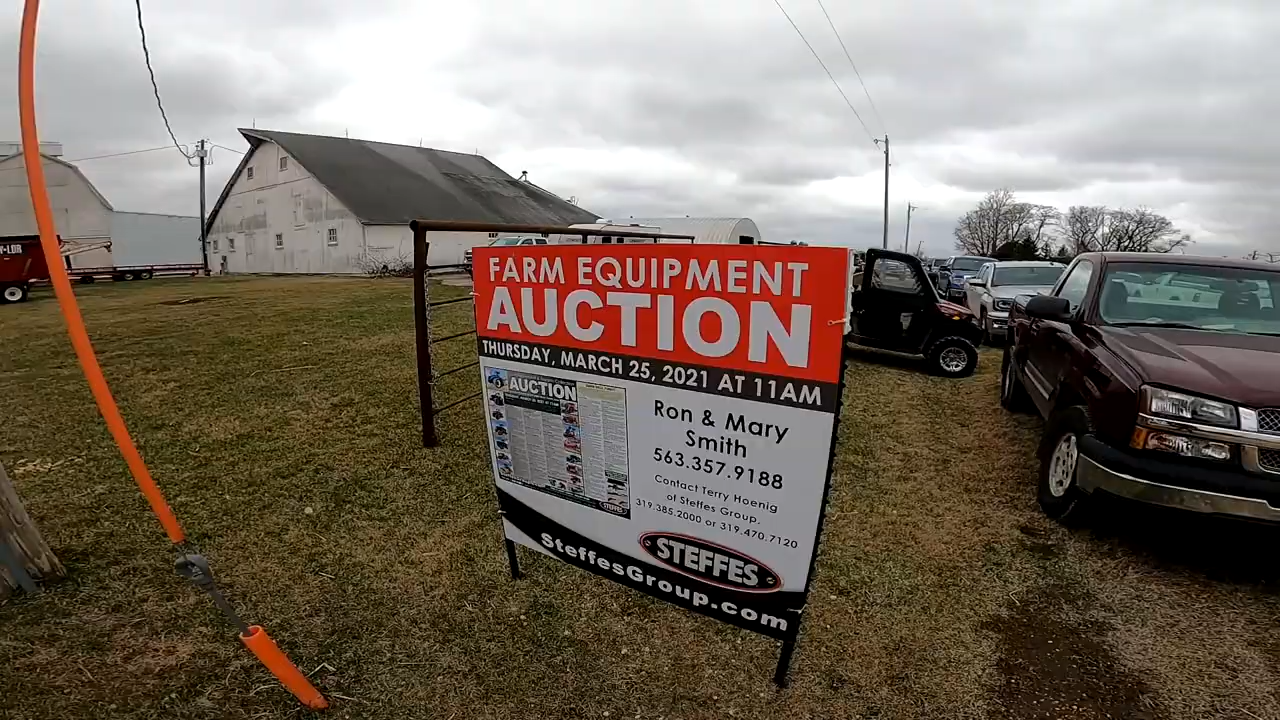 FARM EQUIPMENT
AUCTION
THURSDAY, MARCH 25, 2021 AT 11AM
AUCTION
Ron & Mary
Smith
563.357.9188
Contact Terry Hoenig
of Steffes Group,
319.385.2000 or 319.470.7120
STEFFES
SteffesGroup.com